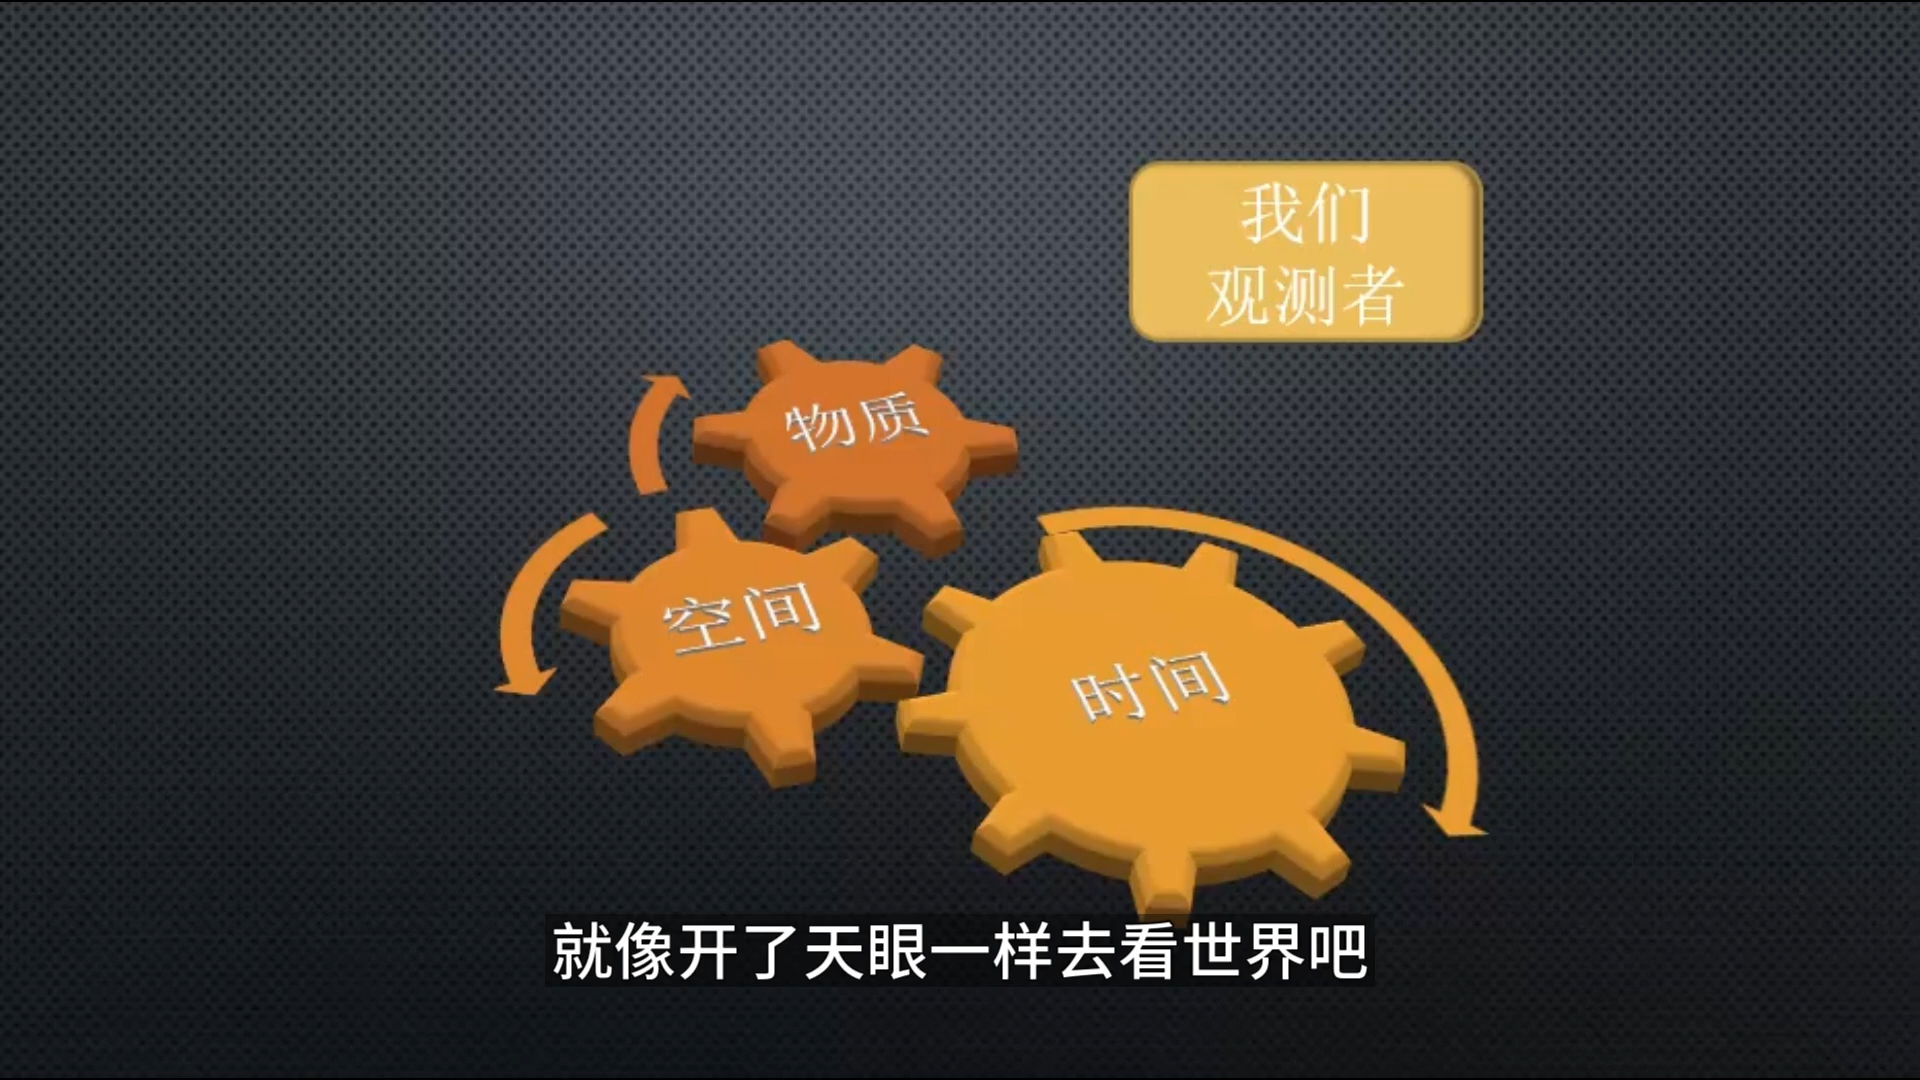 我们
观测者
物质
空间
时间
就像开了天眼一样去看世界吧